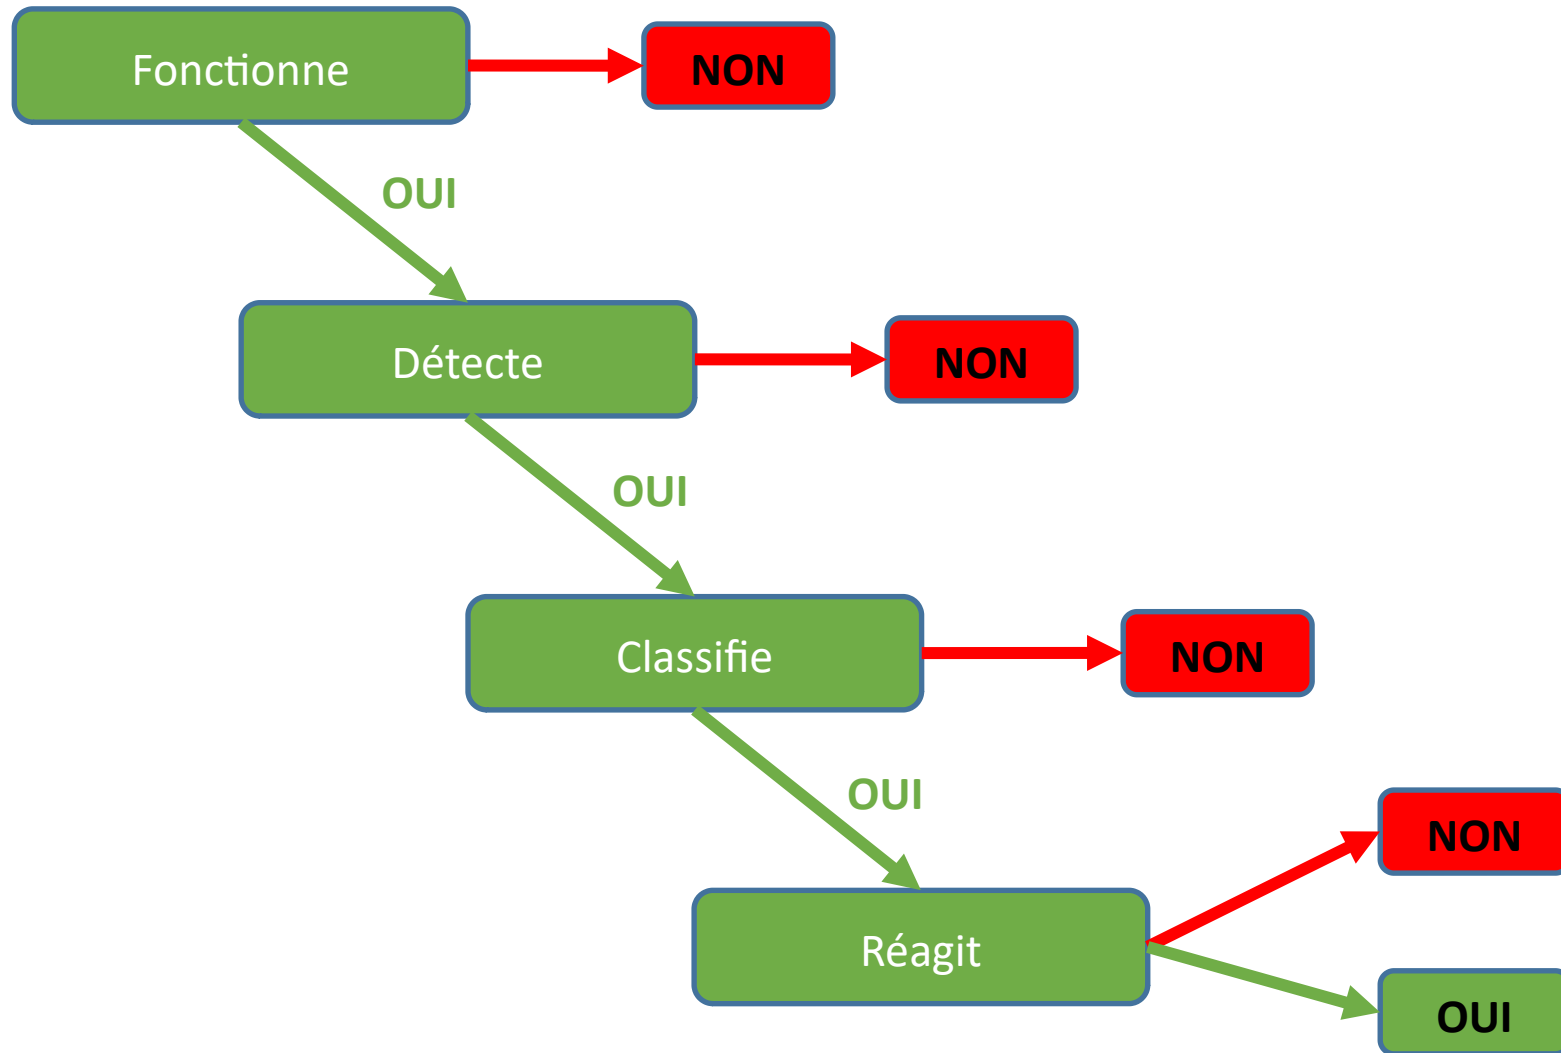 Fonctionne
NON
OUI
Détecte
NON
OUI
Classifie
NON
OUI
NON
Réagit
OUI